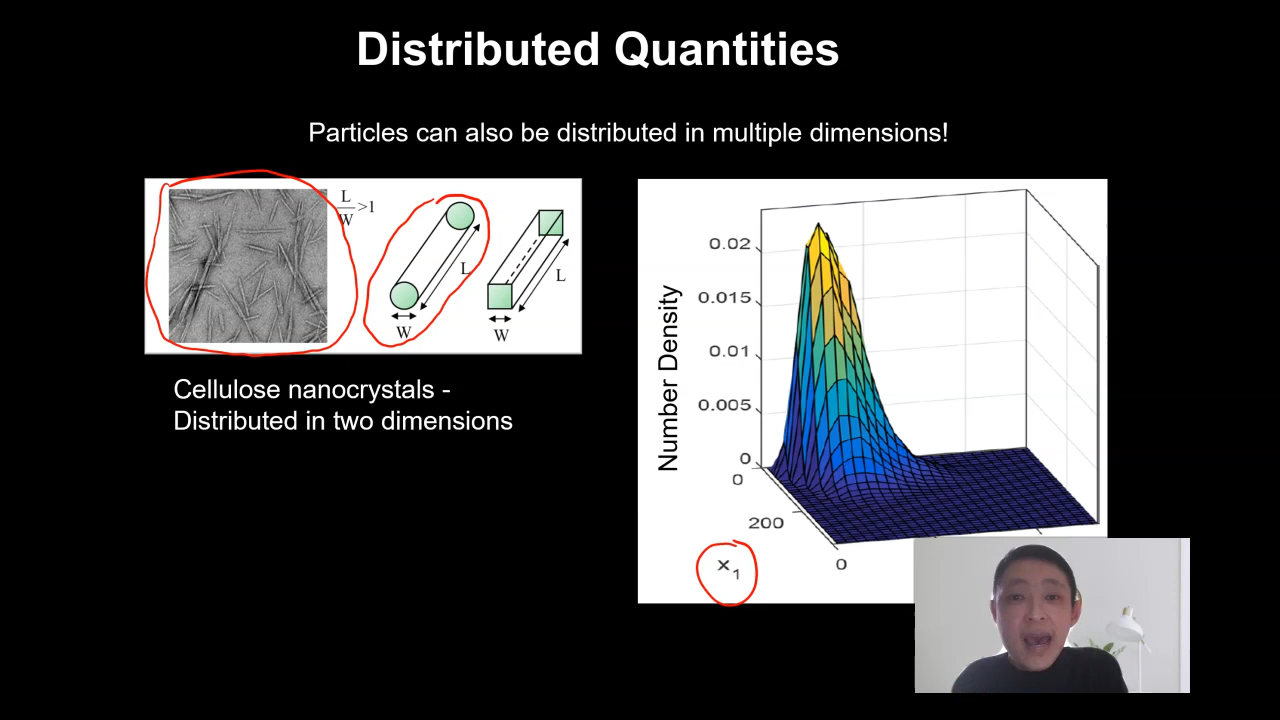 Distributed Quantities
Particles can also be distributed in multiple dimensions!
L
W
>1
L
W
L
W
Cellulose nanocrystals -
Distributed in two dimensions
Number Density
0.02
0.015
0.01
0.005
0
0
200
x1
0